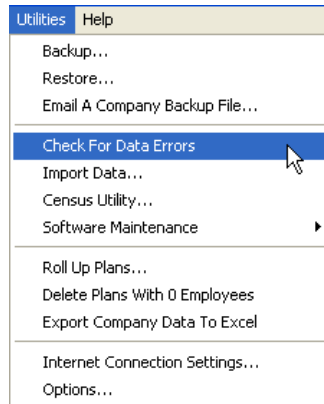 Utilities Help
Backup...
Restore...
Email A Company Backup File...
Check For Data Errors
Import Data...
Census Utility...
Software Maintenance
Roll Up Plans...
Delete Plans With 0 Employees
Export Company Data To Excel
Internet Connection Settings...
Options...